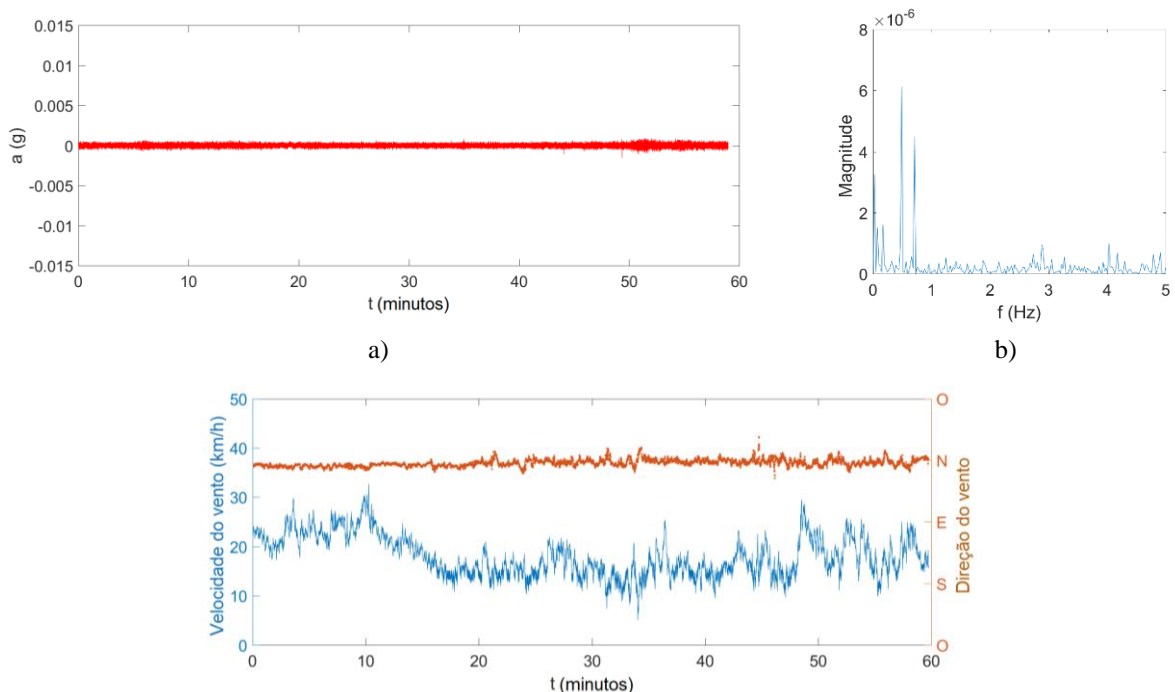 0.015
0.01
0.005
0
-0.005
-0.01
-0.015
a (g)
0 10 20 30 40 50 60
t (minutos)
a)
×10⁻⁶
8
6
4
2
0
Magnitude
0 1 2 3 4 5
f (Hz)
b)
50
40
30
20
10
0
Velocidade do vento (km/h)
O
N
E
S
O
Direção do vento
0 10 20 30 40 50 60
t (minutos)